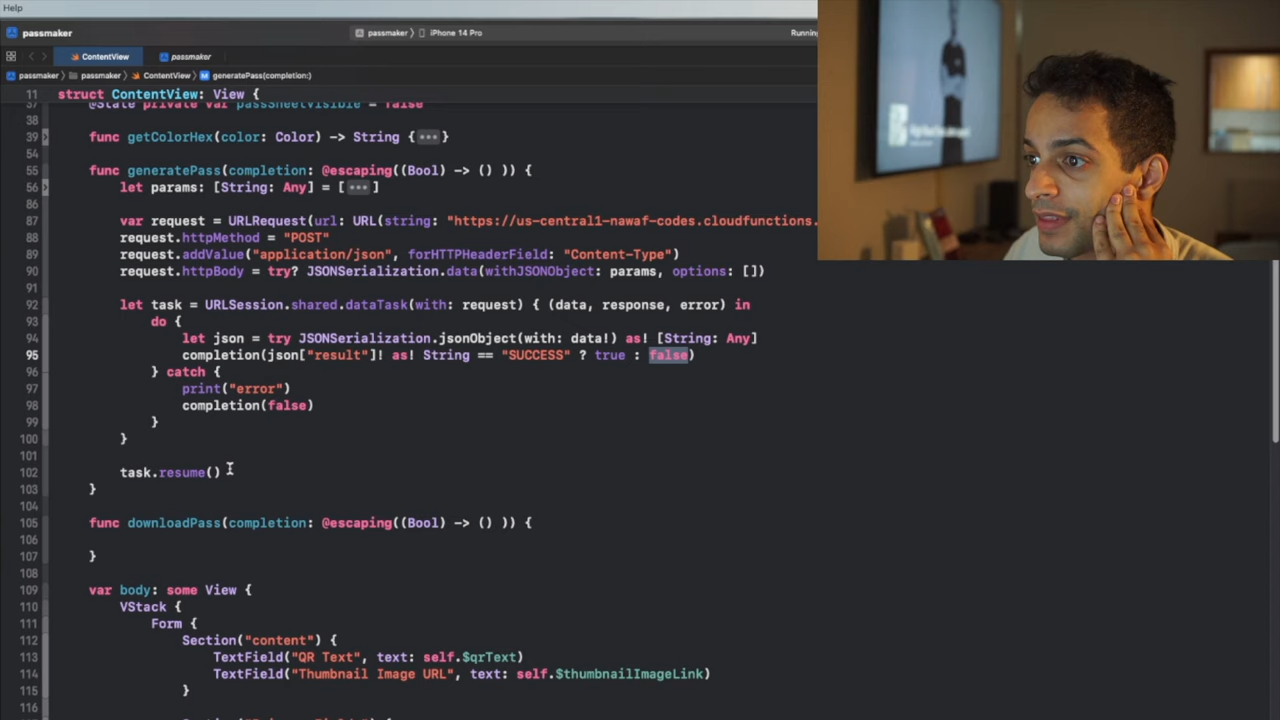 Help
passmaker
passmaker 〉 iPhone 14 Pro
Running
ContentView
passmaker
passmaker 〉 passmaker 〉 ContentView 〉 M generatePass(completion:)
11 struct ContentView: View {
37 @State private var passSheetVisible = false
38
39 func getColorHex(color: Color) -> String {•••}
54
55 func generatePass(completion: @escaping((Bool) -> () )) {
56 let params: [String: Any] = [•••]
86
87 var request = URLRequest(url: URL(string: "https://us-central1-nawaf-codes.cloudfunctions.
88 request.httpMethod = "POST"
89 request.addValue("application/json", forHTTPHeaderField: "Content-Type")
90 request.httpBody = try? JSONSerialization.data(withJSONObject: params, options: [])
91
92 let task = URLSession.shared.dataTask(with: request) { (data, response, error) in
93 do {
94 let json = try JSONSerialization.jsonObject(with: data!) as! [String: Any]
95 completion(json["result"]! as! String == "SUCCESS" ? true : false)
96 } catch {
97 print("error")
98 completion(false)
99 }
100 }
101
102 task.resume()
103 }
104
105 func downloadPass(completion: @escaping((Bool) -> () )) {
106
107 }
108
109 var body: some View {
110 VStack {
111 Form {
112 Section("content") {
113 TextField("QR Text", text: self.$qrText)
114 TextField("Thumbnail Image URL", text: self.$thumbnailImageLink)
115 }
116